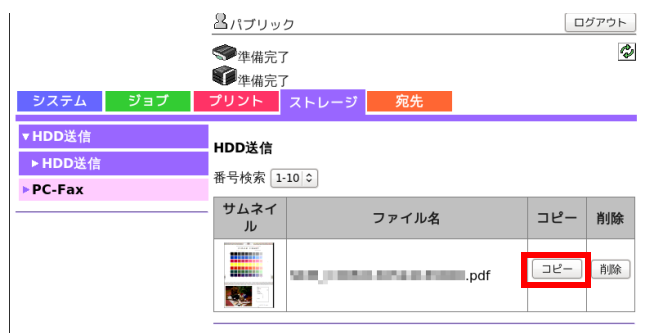 パブリック
ログアウト
準備完了
準備完了
システム ジョブ プリント ストレージ 宛先
▼HDD送信
▶HDD送信
▶PC-Fax
HDD送信
番号検索 1-10
サムネイル ファイル名 コピー 削除
.pdf コピー 削除